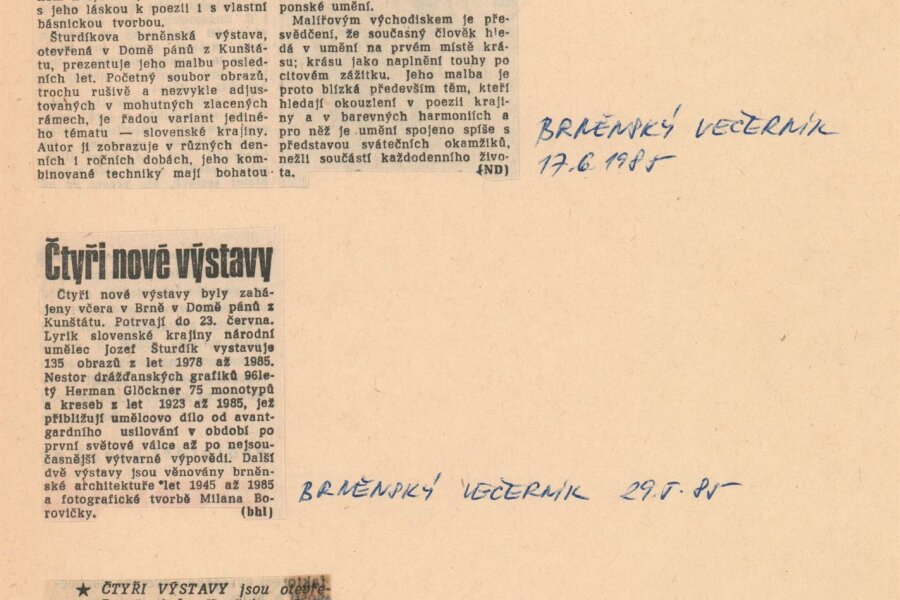 s jeho láskou k poezii i s vlastní
básnickou tvorbou.
Šturdíkova brněnská výstava,
otevřená v Domě pánů z Kunštá-
tu, prezentuje jeho malbu posled-
ních let. Početný soubor obrazů,
trochu rušivě a nezvykle adjus-
tovaných v mohutných zlacených
rámech, je řadou variant jediné-
ho tématu — slovenské krajiny.
Autor ji zobrazuje v různých den-
ních i ročních dobách, jeho kom-
binované techniky mají bohatou
ponské umění.
Malířovým východiskem je pře-
svědčení, že současný člověk hle-
dá v umění na prvém místě krá-
su; krásu jako naplnění touhy po
citovém zážitku. Jeho malba je
proto blízká především těm, kteří
hledají okouzlení v poezii kraji-
ny a v barevných harmoniích a
pro něž je umění spojeno spíše s
představou svátečních okamžiků,
nežli součástí každodenního živo-
ta. (ND)
BRNĚNSKÝ VEČERNÍK
17.6.1985
Čtyři nové výstavy
Čtyři nové výstavy byly zahá-
jeny včera v Brně v Domě pánů z
Kunštátu. Potrvají do 23. června.
Lyrik slovenské krajiny národní
umělec Jozef Šturdík vystavuje
135 obrazů z let 1978 až 1985.
Nestor drážďanských grafiků 96le-
tý Herman Glöckner 75 monotypů
a kreseb z let 1923 až 1985, jež
přibližují umělcovo dílo od avant-
gardního usilování v období po
první světové válce až po nejsou-
časnější výtvarné výpovědi. Další
dvě výstavy jsou věnovány brněn-
ské architektuře let 1945 až 1985
a fotografické tvorbě Milana Bo-
rovičky. (bhl)
BRNĚNSKÝ VEČERNÍK 29.5.85
★ ČTYŘI VÝSTAVY jsou otevře-